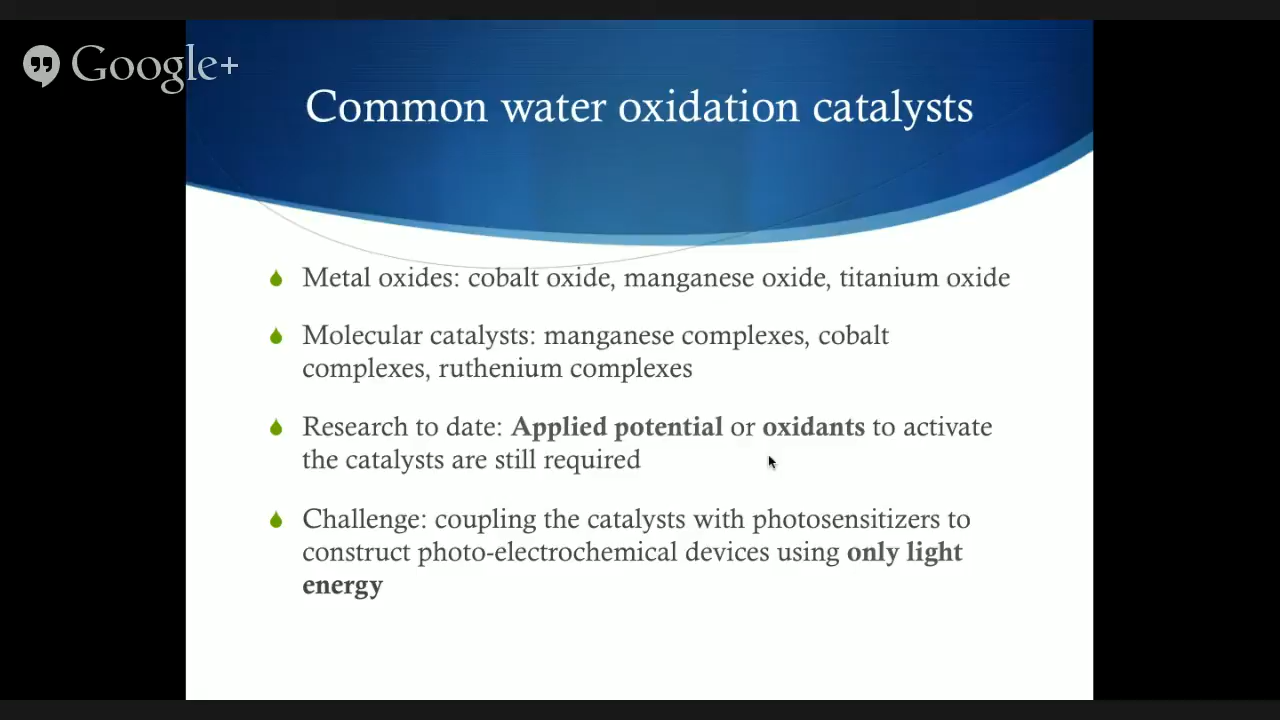 Google+
Common water oxidation catalysts
Metal oxides: cobalt oxide, manganese oxide, titanium oxide
Molecular catalysts: manganese complexes, cobalt
complexes, ruthenium complexes
Research to date: Applied potential or oxidants to activate
the catalysts are still required
Challenge: coupling the catalysts with photosensitizers to
construct photo-electrochemical devices using only light
energy